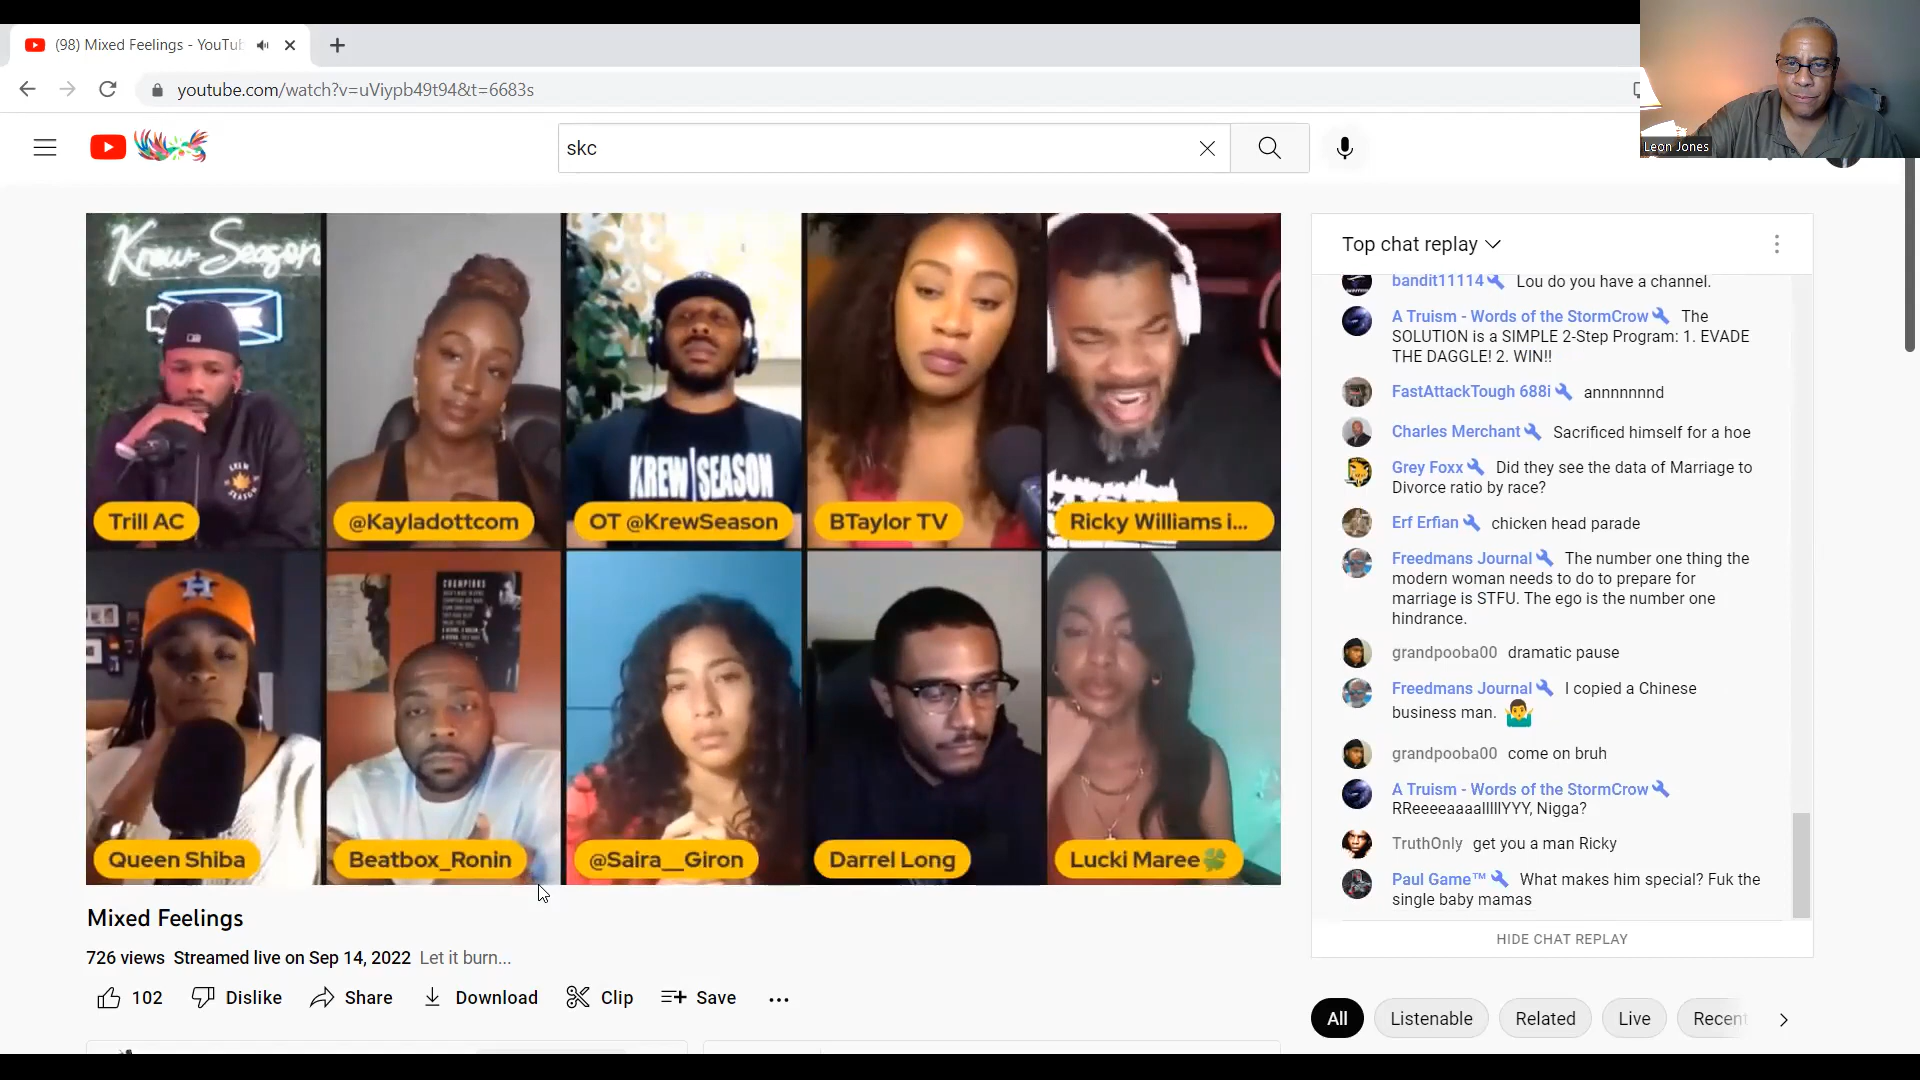 (98) Mixed Feelings - YouTub
youtube.com/watch?v=uViypb49t94&t=6683s
Leon Jones
skc
Krew Season
Trill AC
@Kayladottcom
KREW SEASON
OT @KrewSeason
BTaylor TV
Ricky Williams i...
CHAMPIONS
Queen Shiba
Beatbox_Ronin
@Saira__Giron
Darrel Long
Lucki Maree🍀
Mixed Feelings
726 views Streamed live on Sep 14, 2022 Let it burn...
102 Dislike Share Download Clip Save
Top chat replay
bandit11114 Lou do you have a channel.
A Truism - Words of the StormCrow The
SOLUTION is a SIMPLE 2-Step Program: 1. EVADE
THE DAGGLE! 2. WIN!!
FastAttackTough 688i annnnnnd
Charles Merchant Sacrificed himself for a hoe
Grey Foxx Did they see the data of Marriage to
Divorce ratio by race?
Erf Erfian chicken head parade
Freedmans Journal The number one thing the
modern woman needs to do to prepare for
marriage is STFU. The ego is the number one
hindrance.
grandpooba00 dramatic pause
Freedmans Journal I copied a Chinese
business man. 🤷‍♂️
grandpooba00 come on bruh
A Truism - Words of the StormCrow
RReeeeaaaallllllYYY, Nigga?
TruthOnly get you a man Ricky
Paul Game™ What makes him special? Fuk the
single baby mamas
HIDE CHAT REPLAY
All Listenable Related Live Recent